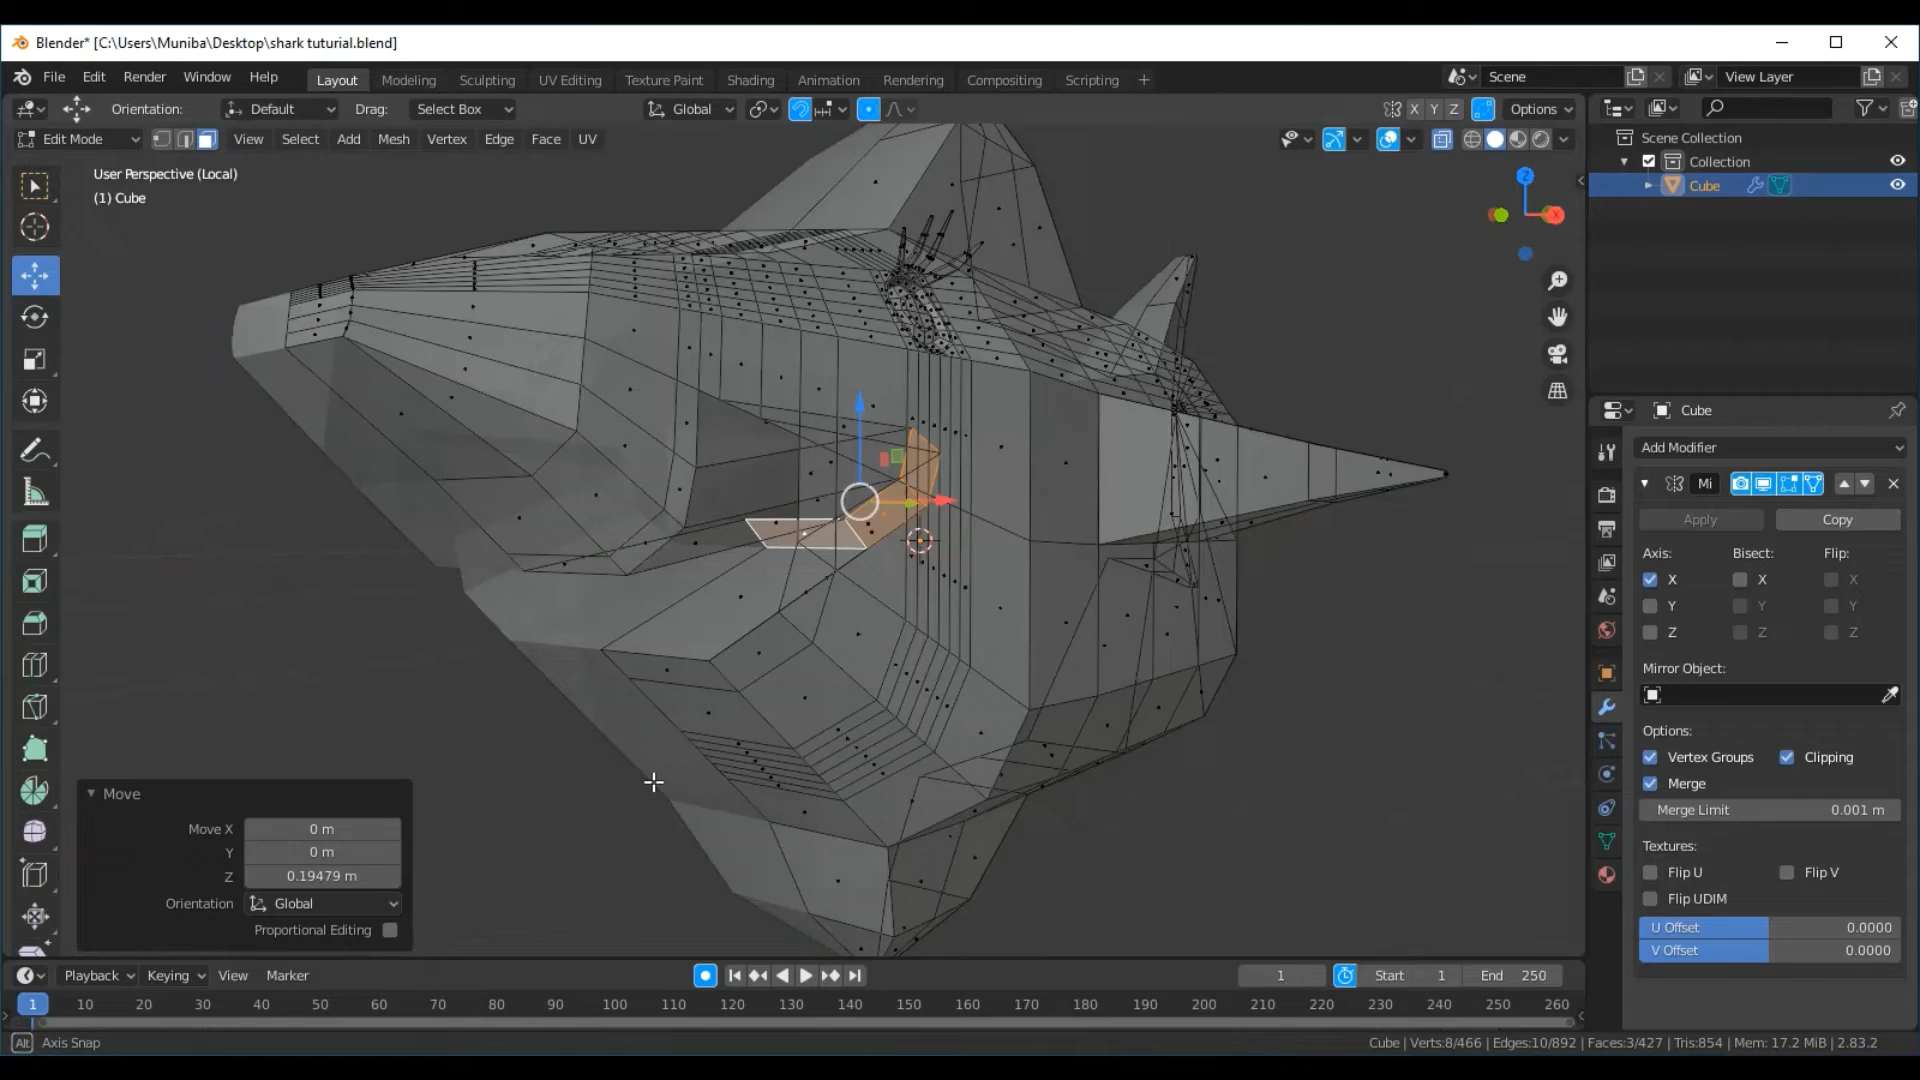 Blender* [C:\Users\Muniba\Desktop\shark tuturial.blend]
File Edit Render Window Help Layout Modeling Sculpting UV Editing Texture Paint Shading Animation Rendering Compositing Scripting + Scene View Layer
Orientation: Default Drag: Select Box Global X Y Z Options
Edit Mode View Select Add Mesh Vertex Edge Face UV
Scene Collection
Collection
Cube
User Perspective (Local)
(1) Cube
Z
X
Cube
Add Modifier
Mi
Apply Copy
Axis: Bisect: Flip:
X X X
Y Y Y
Z Z Z
Mirror Object:
Options:
Vertex Groups Clipping
Merge
Merge Limit 0.001 m
Textures:
Flip U Flip V
Flip UDIM
U Offset 0.0000
V Offset 0.0000
Move
Move X 0 m
Y 0 m
Z 0.19479 m
Orientation Global
Proportional Editing
Playback Keying View Marker 1 Start 1 End 250
1 10 20 30 40 50 60 70 80 90 100 110 120 130 140 150 160 170 180 190 200 210 220 230 240 250 260
Alt Axis Snap Cube | Verts:8/466 | Edges:10/892 | Faces:3/427 | Tris:854 | Mem: 17.2 MiB | 2.83.2